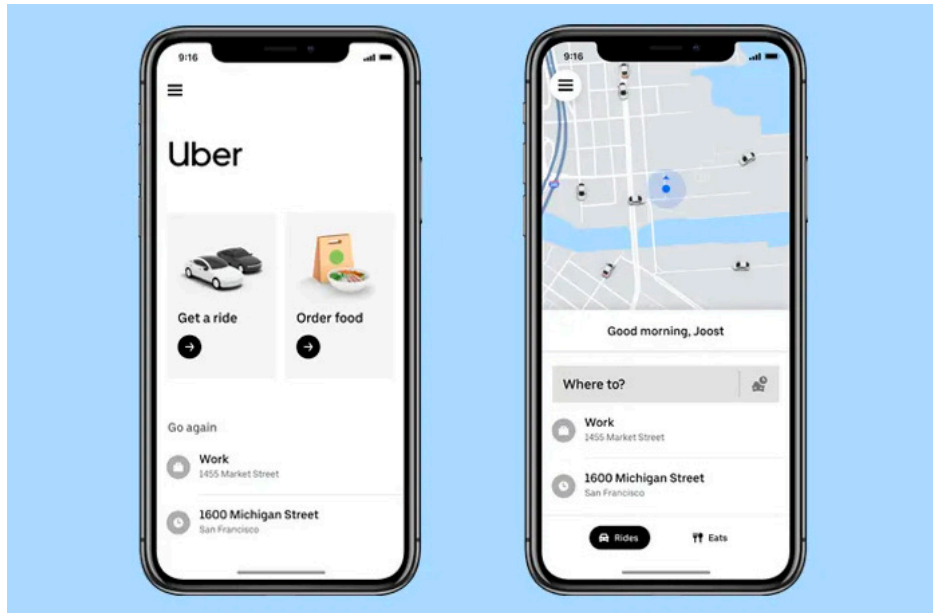 9:16
Uber
Get a ride
Order food
Go again
Work
1455 Market Street
1600 Michigan Street
San Francisco
9:16
Good morning, Joost
Where to?
Work
1455 Market Street
1600 Michigan Street
San Francisco
Rides
Eats